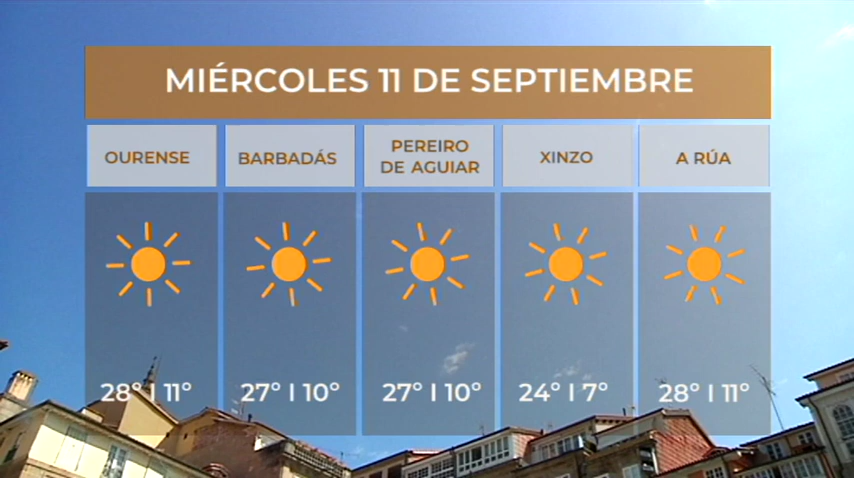 MIÉRCOLES 11 DE SEPTIEMBRE
OURENSE
BARBADÁS
PEREIRO
DE AGUIAR
XINZO
A RÚA
28° | 11°
27° | 10°
27° | 10°
24° | 7°
28° | 11°